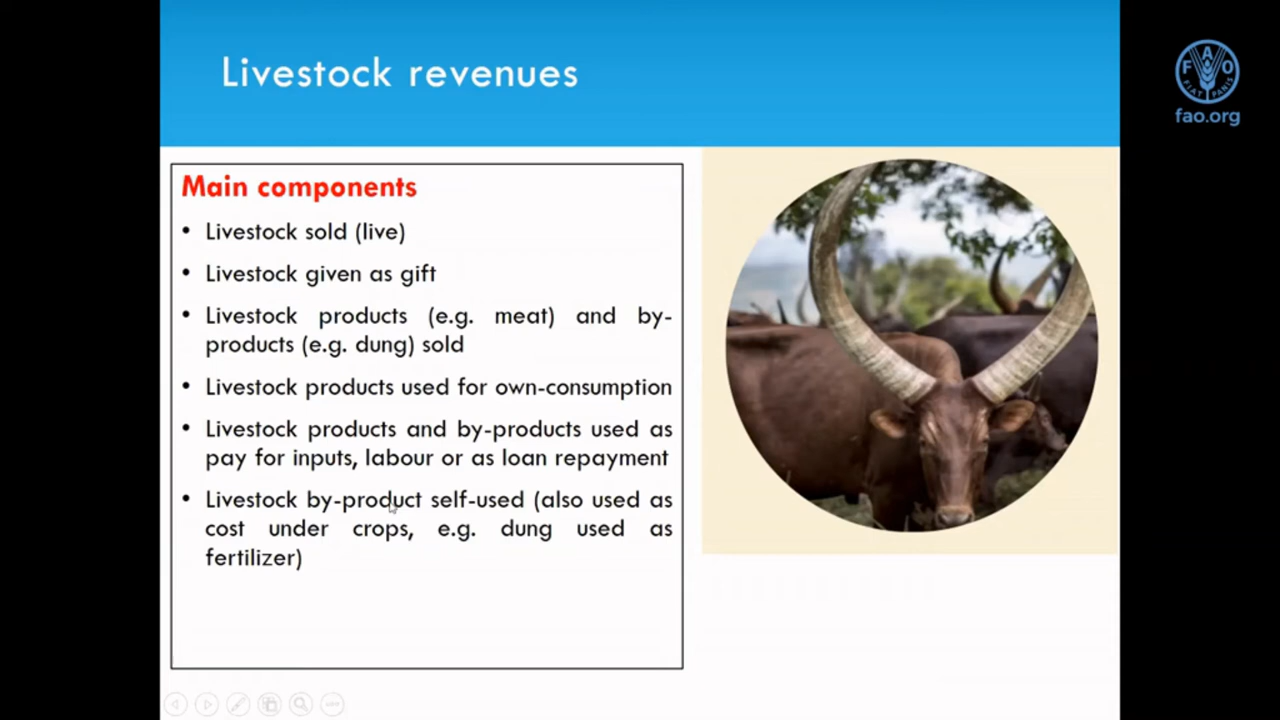 Livestock revenues
Main components
• Livestock sold (live)
• Livestock given as gift
• Livestock products (e.g. meat) and by-
products (e.g. dung) sold
• Livestock products used for own-consumption
• Livestock products and by-products used as
pay for inputs, labour or as loan repayment
• Livestock by-product self-used (also used as
cost under crops, e.g. dung used as
fertilizer)
F A O
FIAT PANIS
fao.org